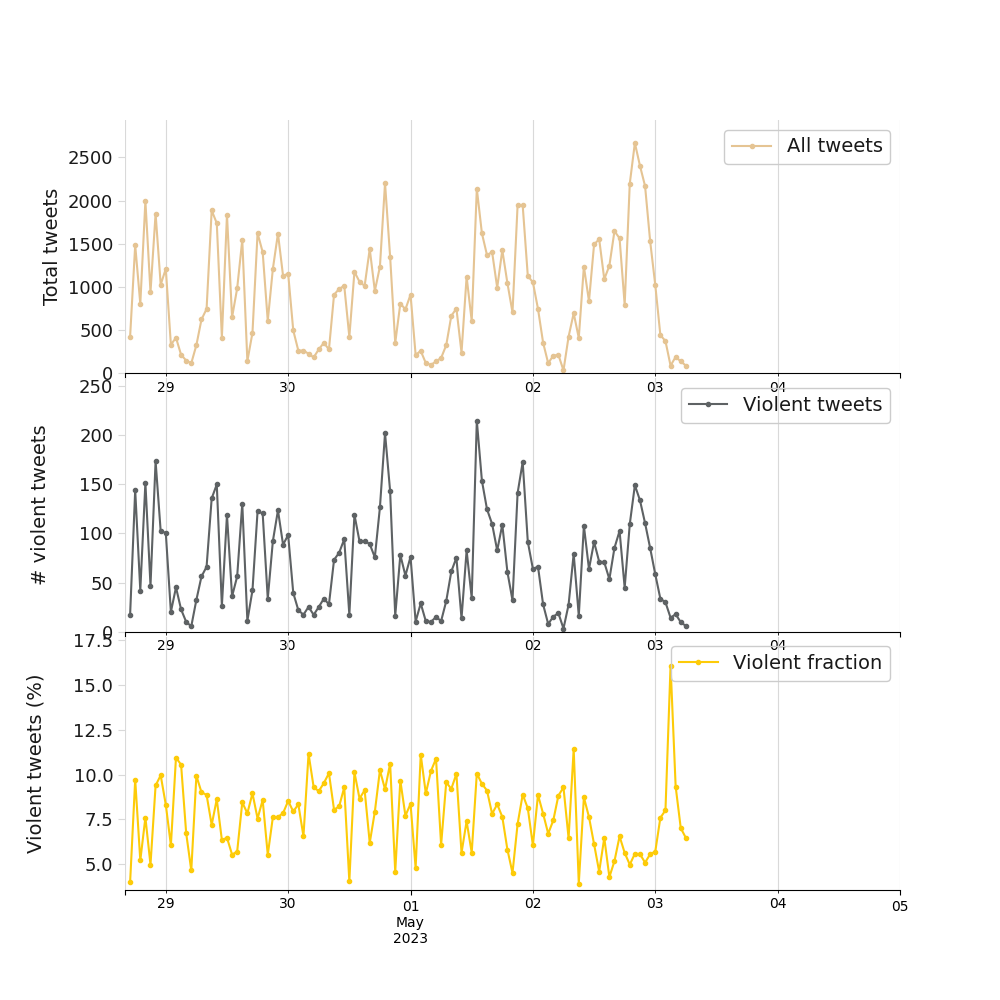 All tweets
Total tweets
2500
2000
1500
1000
500
0
29 30 02 03 04
Violent tweets
# violent tweets
250
200
150
100
50
0
29 30 02 03 04
Violent fraction
Violent tweets (%)
17.5
15.0
12.5
10.0
7.5
5.0
29 30 01 02 03 04 05
May
2023